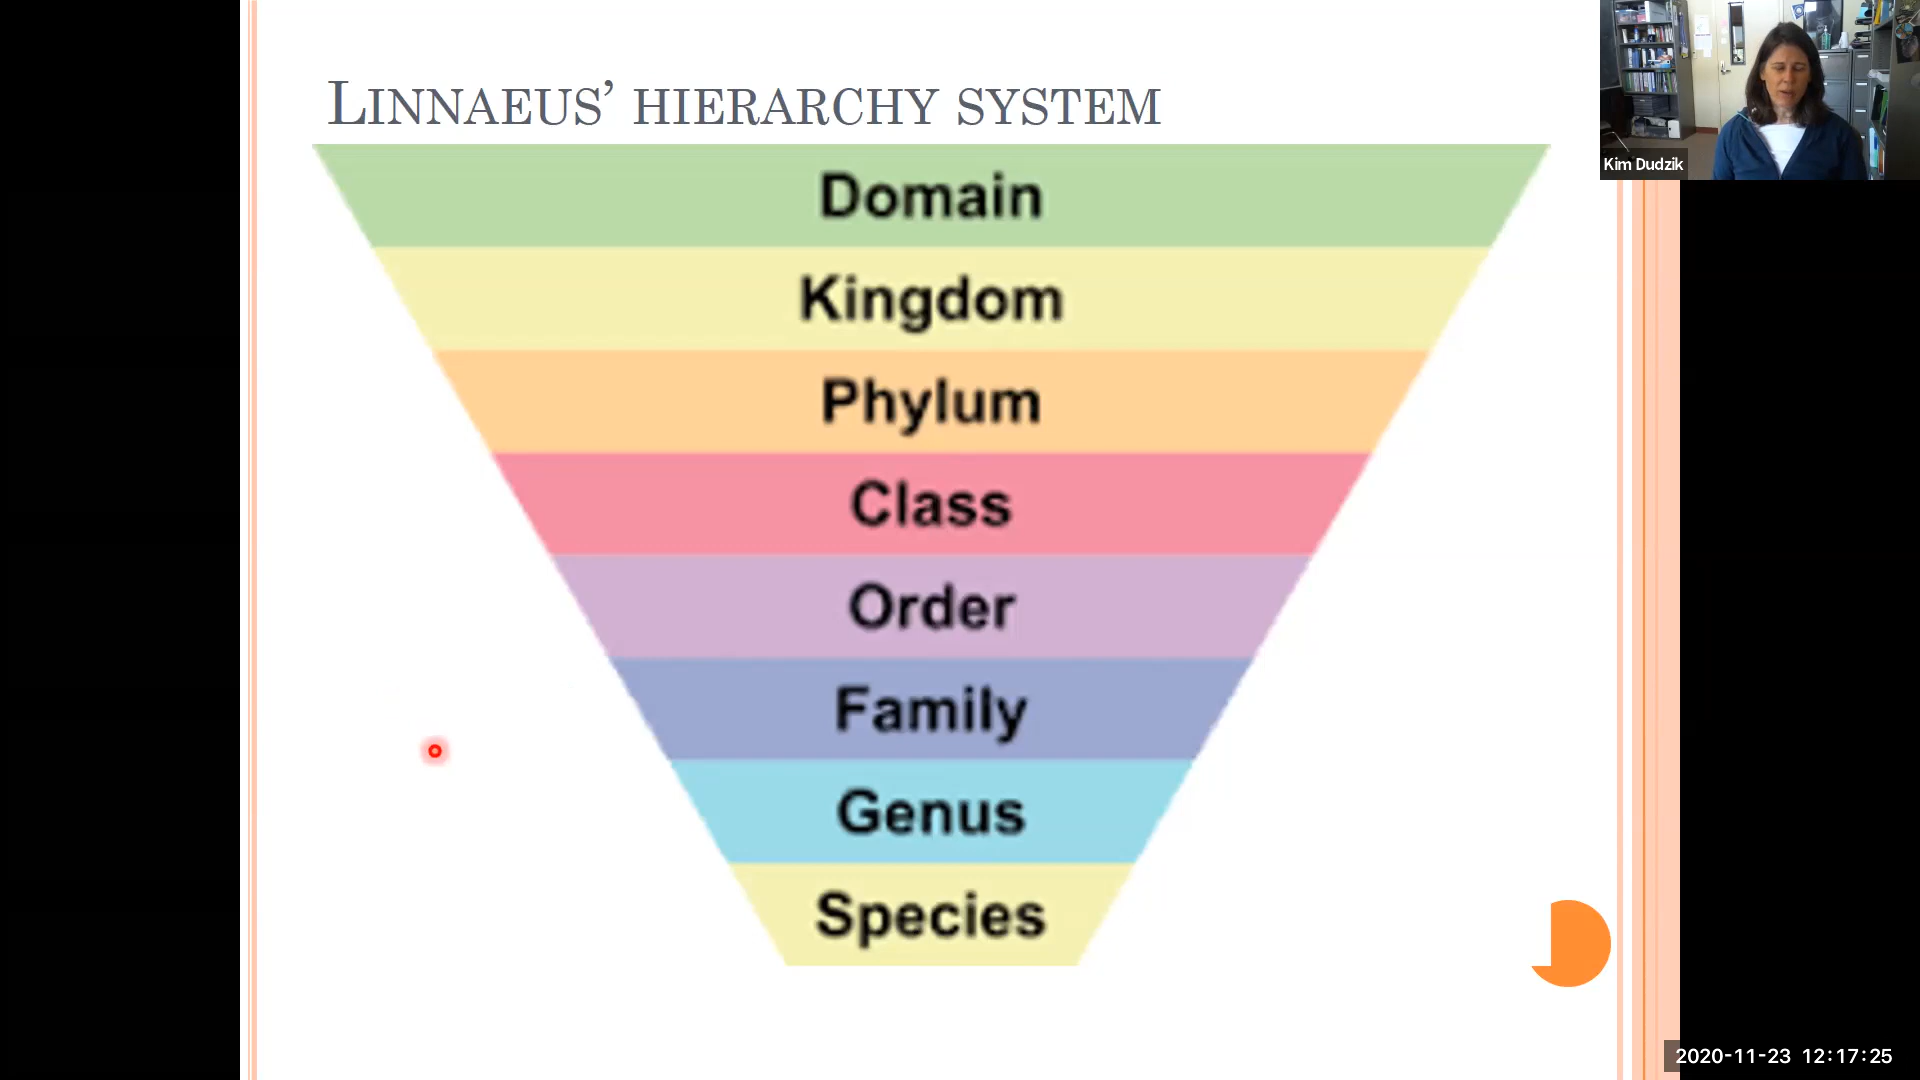 LINNAEUS’ HIERARCHY SYSTEM
Domain
Kingdom
Phylum
Class
Order
Family
Genus
Species
Kim Dudzik
2020-11-23 12:17:25